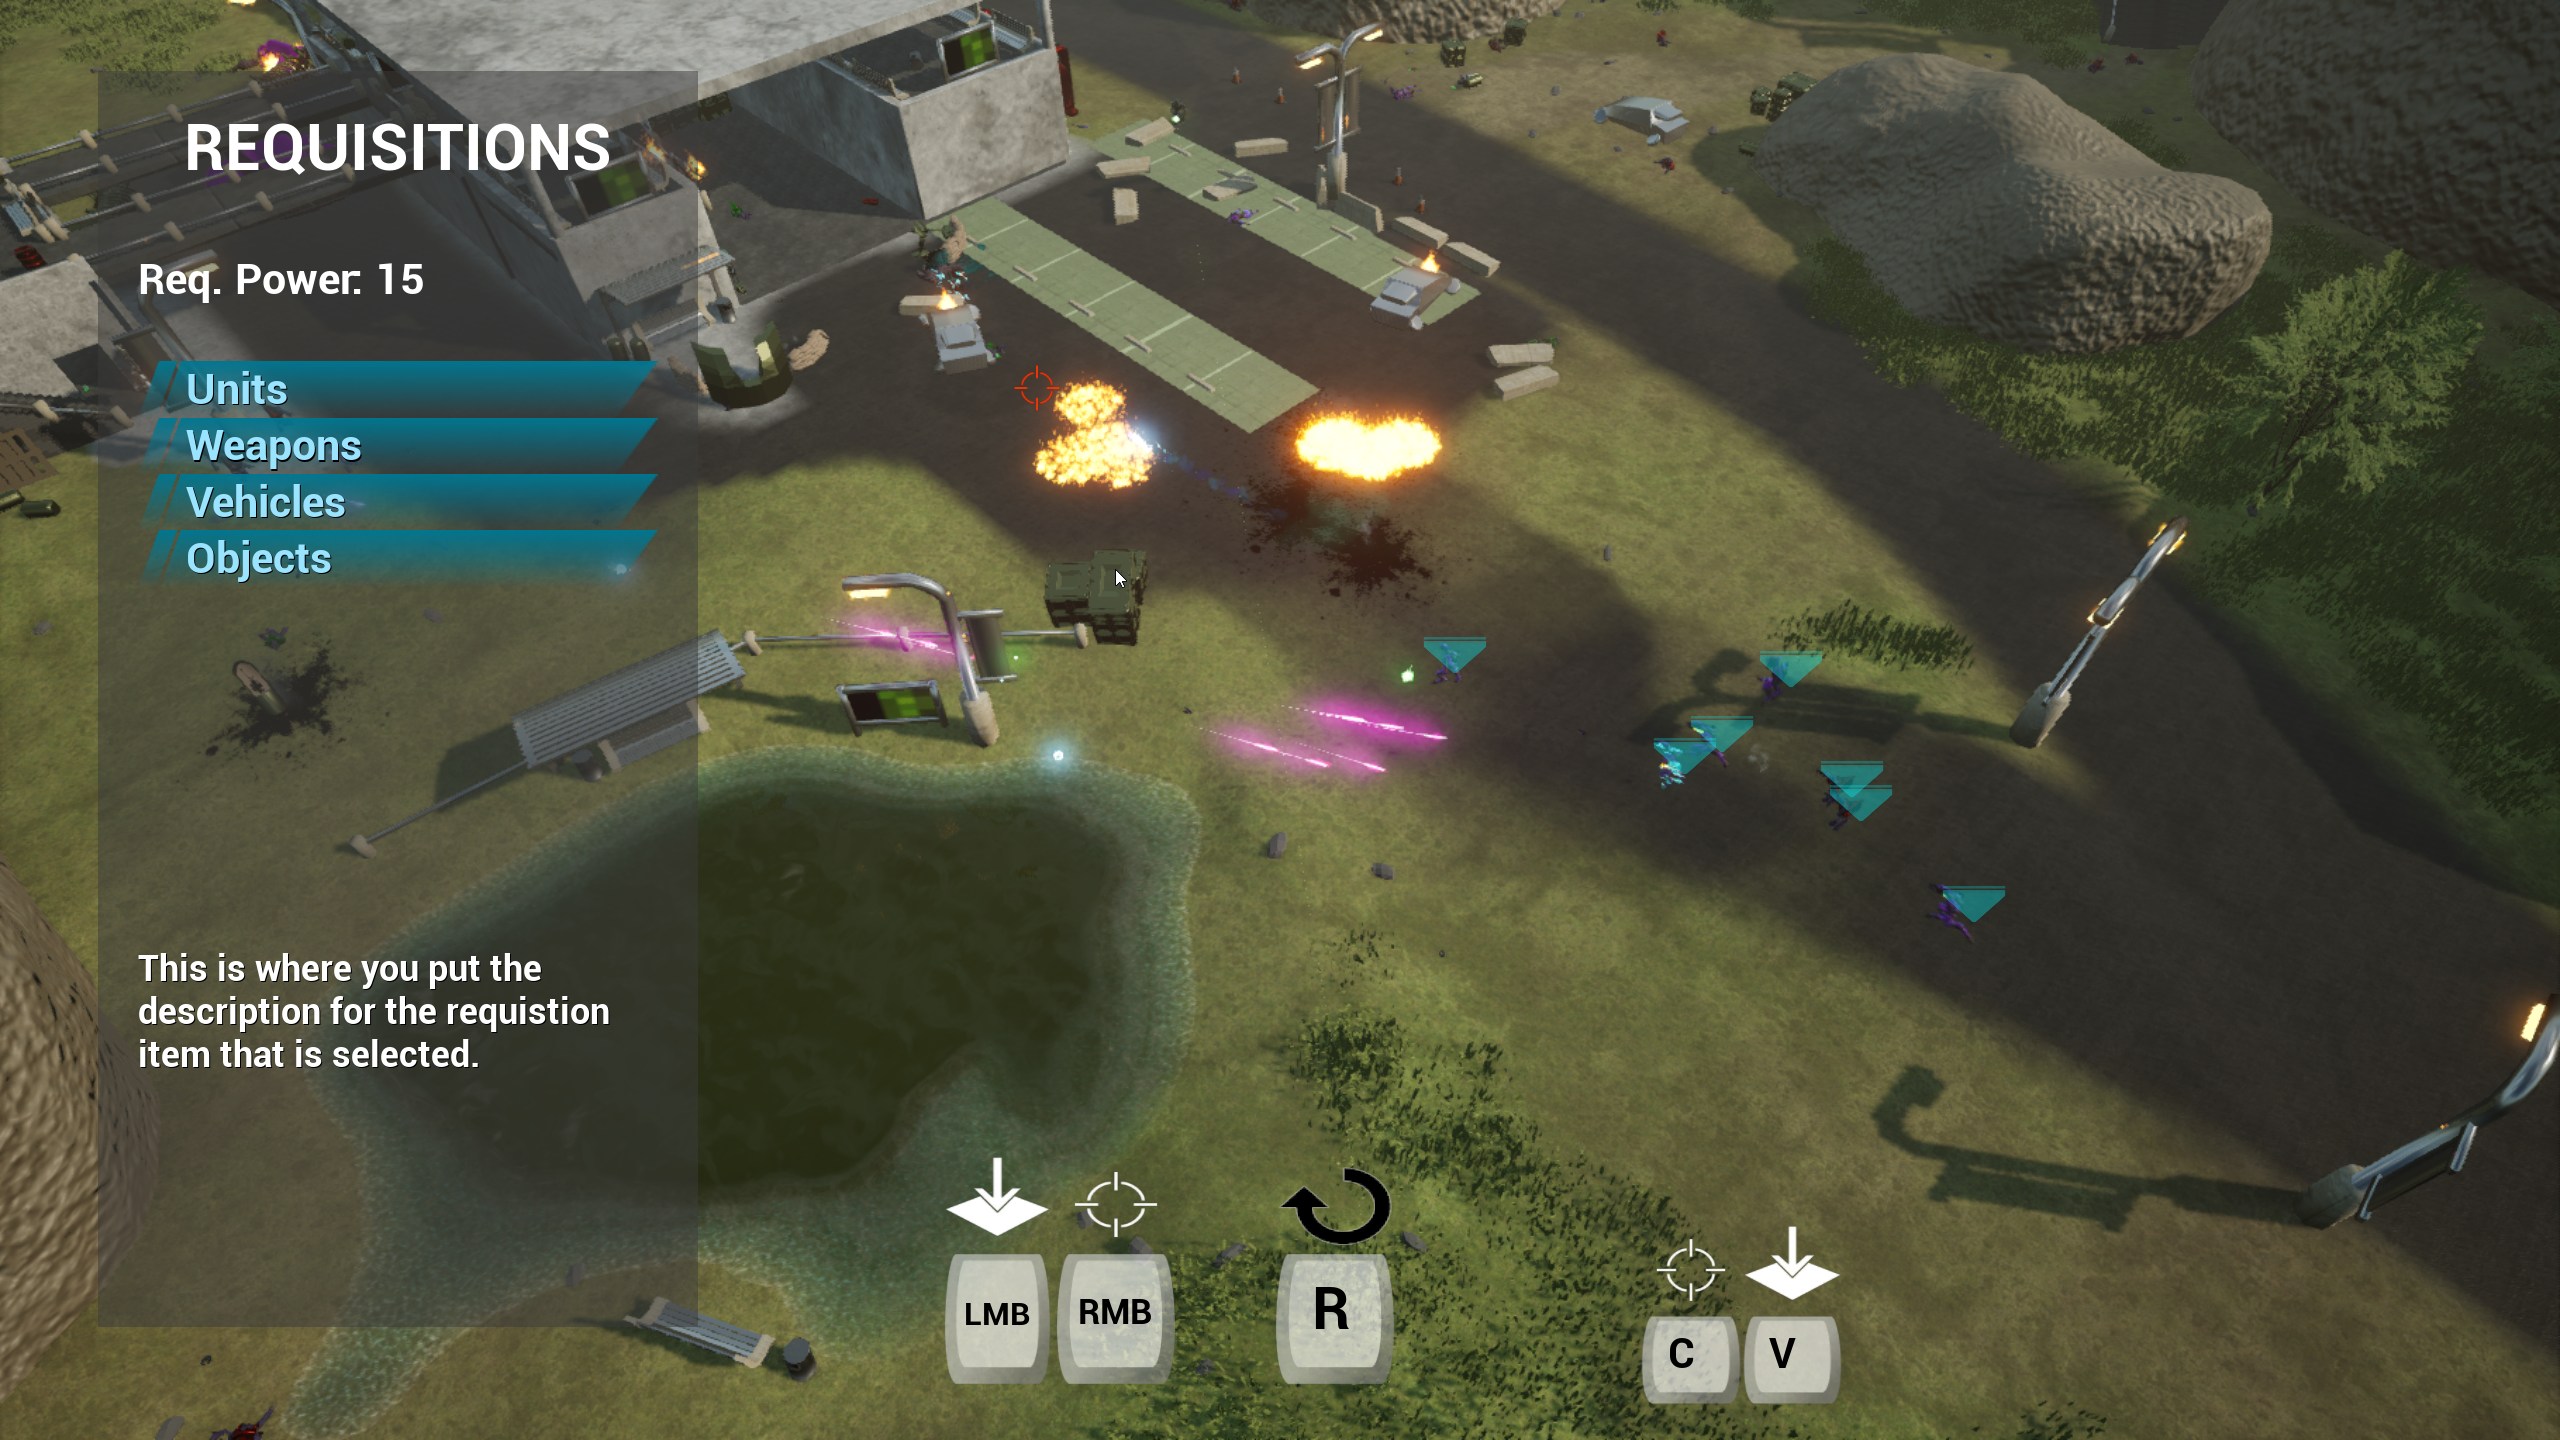 REQUISITIONS
Req. Power: 15
Units
Weapons
Vehicles
Objects
This is where you put the
description for the requistion
item that is selected.
LMB
RMB
R
C
V